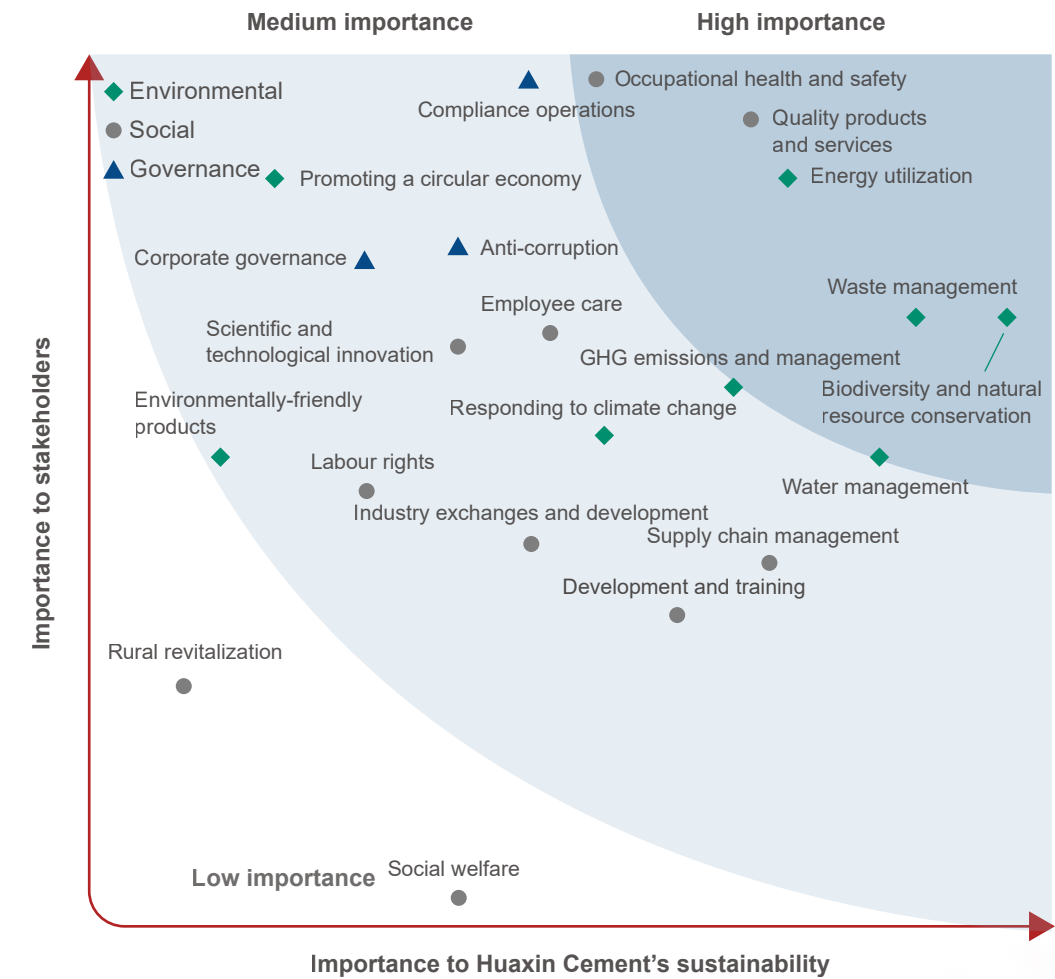 Medium importance
High importance
Environmental
Social
Governance
Compliance operations
Occupational health and safety
Quality products
and services
Energy utilization
Promoting a circular economy
Corporate governance
Anti-corruption
Waste management
Employee care
Scientific and
technological innovation
GHG emissions and management
Biodiversity and natural
resource conservation
Environmentally-friendly
products
Responding to climate change
Labour rights
Water management
Industry exchanges and development
Supply chain management
Development and training
Rural revitalization
Low importance
Social welfare
Importance to stakeholders
Importance to Huaxin Cement’s sustainability